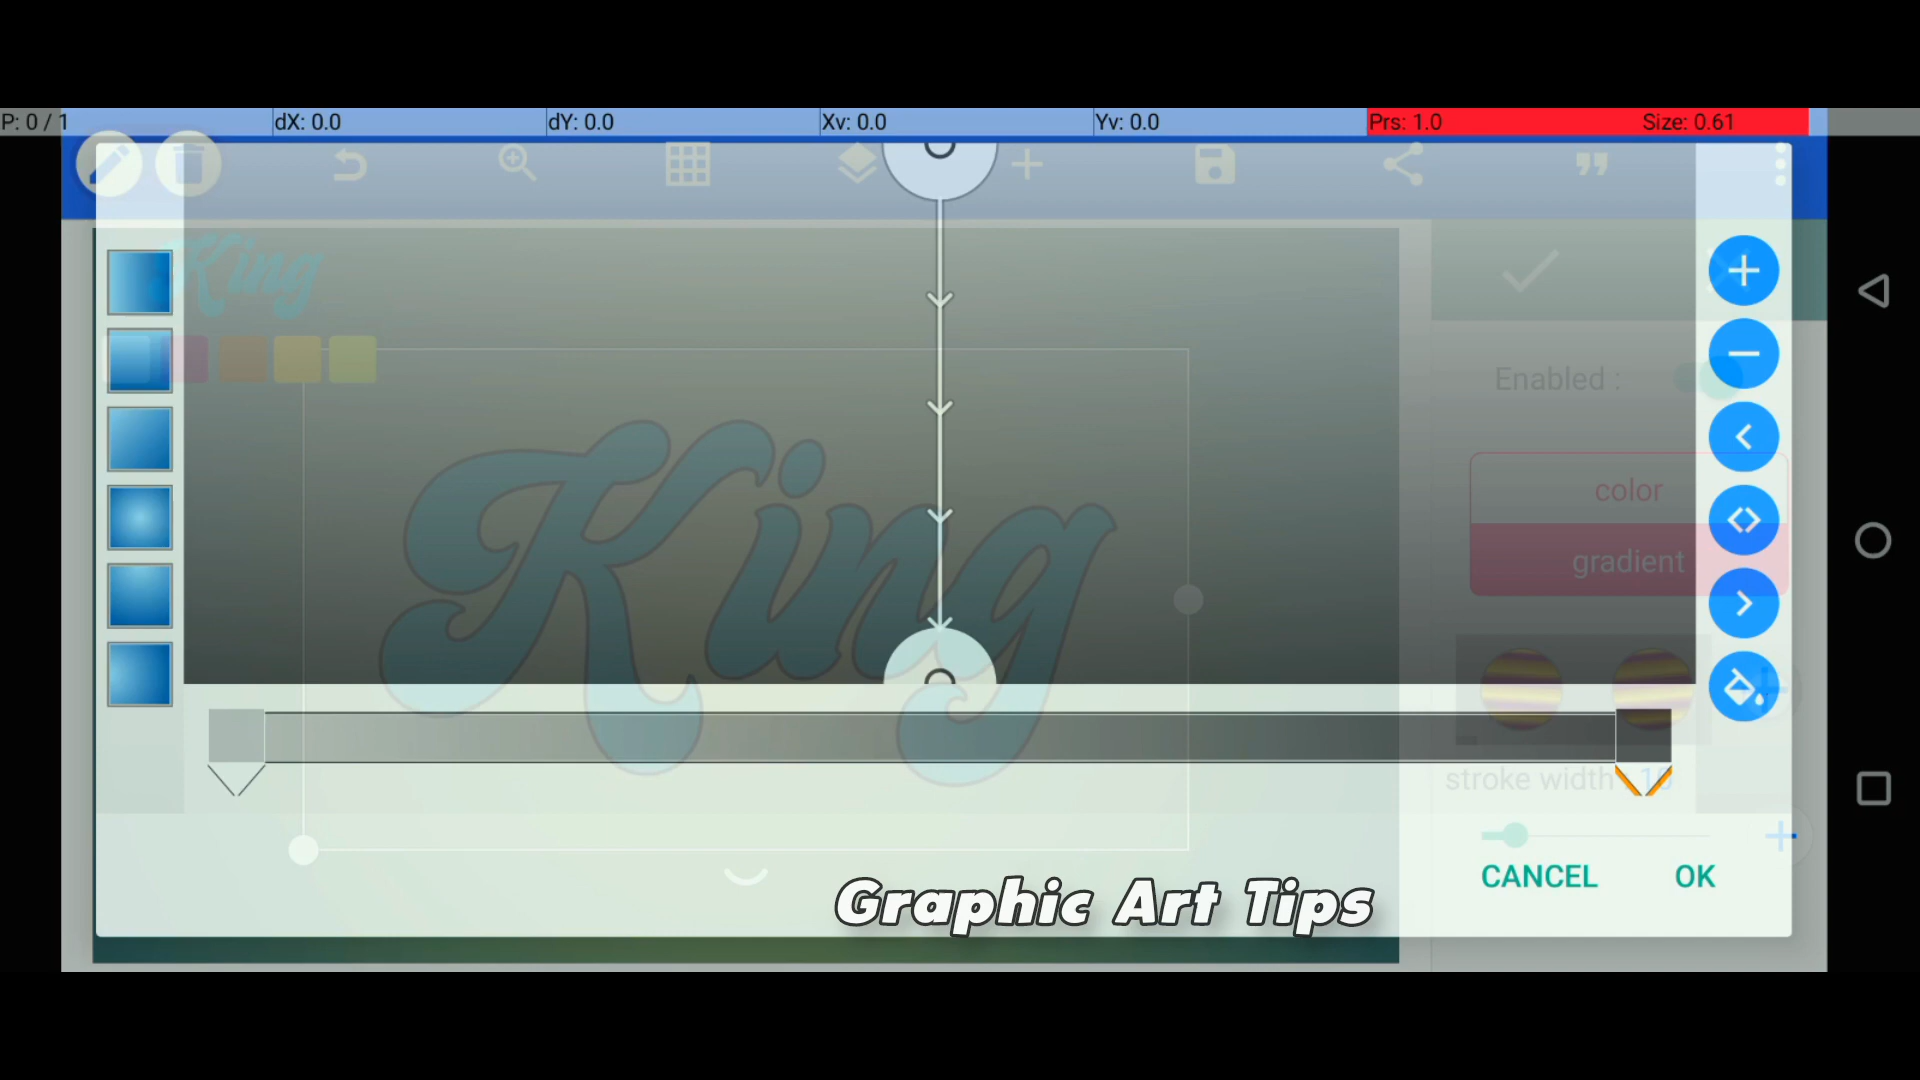 P: 0 / 1 dX: 0.0 dY: 0.0 Xv: 0.0 Yv: 0.0 Prs: 1.0 Size: 0.61
King
Enabled :
color
King
gradient
stroke width : 10
CANCEL OK
Graphic Art Tips